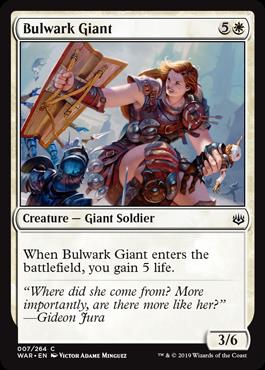 Bulwark Giant 5
Creature — Giant Soldier
When Bulwark Giant enters the
battlefield, you gain 5 life.
“Where did she come from? More
importantly, are there more like her?”
—Gideon Jura
3/6
007/264 C
WAR • EN Victor Adame Minguez
™ & © 2019 Wizards of the Coast